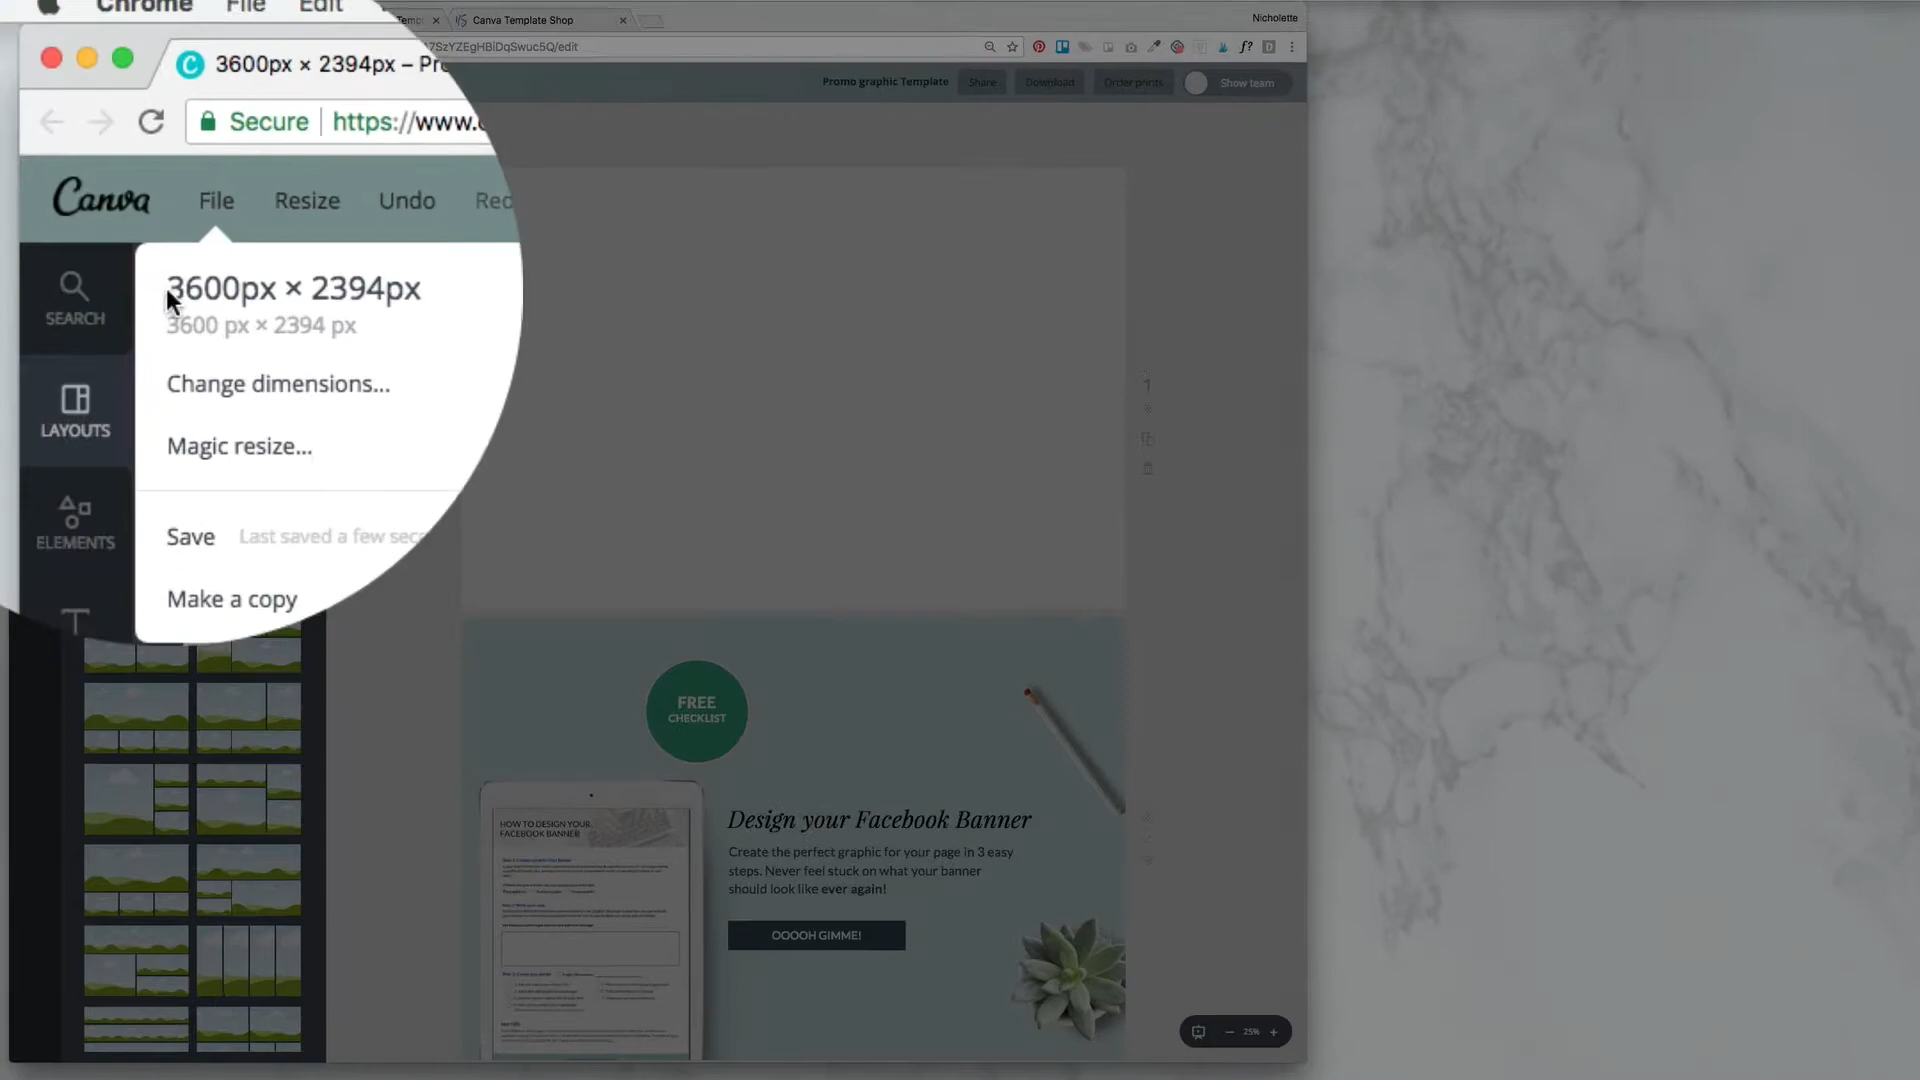 Chrome File Edit
3600px × 2394px – Pr
Canva Template Shop
Nicholette
Secure https://www.
7SzYZEgHBiDqSwuc5Q/edit
Canva File Resize Undo
Promo graphic Template Share Download Order prints Show team
3600px × 2394px
3600 px × 2394 px
Change dimensions...
Magic resize...
Save Last saved a few sec
Make a copy
SEARCH
LAYOUTS
ELEMENTS
T
1
FREE
CHECKLIST
HOW TO DESIGN YOUR
FACEBOOK BANNER
Design your Facebook Banner
Create the perfect graphic for your page in 3 easy
steps. Never feel stuck on what your banner
should look like ever again!
OOOOH GIMME!
25%